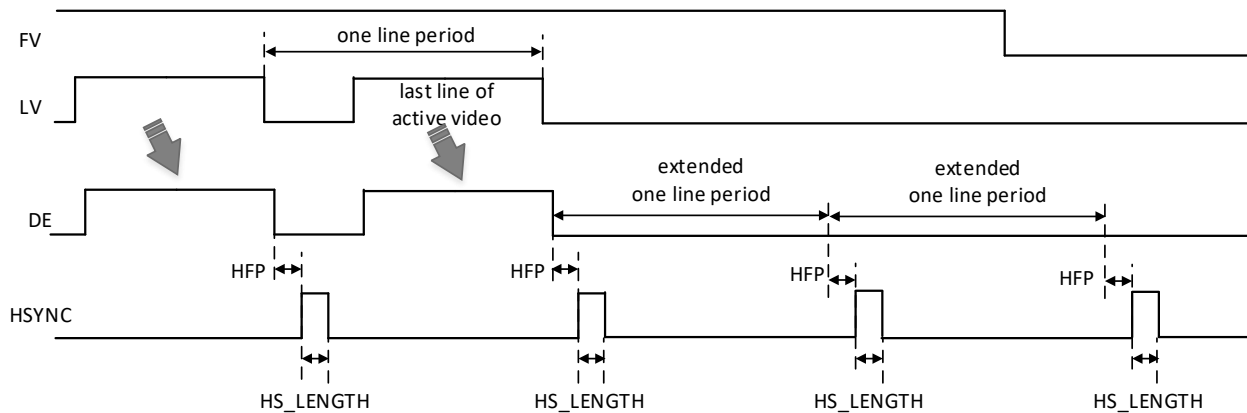 FV
one line period
LV
last line of
active video
extended
one line period
extended
one line period
DE
HFP
HFP
HFP
HFP
HSYNC
HS_LENGTH
HS_LENGTH
HS_LENGTH
HS_LENGTH